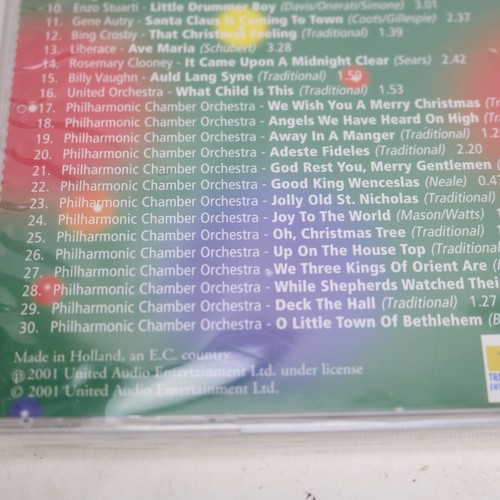 10. Enzo Stuarti - Little Drummer Boy (Davis/Onerati/Simone) 3.01
11. Gene Autry - Santa Claus Is Coming To Town (Coots/Gillespie) 2.37
12. Bing Crosby - That Christmas Feeling (Traditional) 1.39
13. Liberace - Ave Maria (Schubert) 3.28
14. Rosemary Clooney - It Came Upon A Midnight Clear (Sears) 2.42
15. Billy Vaughn - Auld Lang Syne (Traditional) 1.59
16. United Orchestra - What Child Is This (Traditional) 1.53
17. Philharmonic Chamber Orchestra - We Wish You A Merry Christmas
18. Philharmonic Chamber Orchestra - Angels We Have Heard On High
19. Philharmonic Chamber Orchestra - Away In A Manger (Traditional)
20. Philharmonic Chamber Orchestra - Adeste Fideles (Traditional) 2.20
21. Philharmonic Chamber Orchestra - God Rest You, Merry Gentlemen
22. Philharmonic Chamber Orchestra - Good King Wenceslas (Neale)
23. Philharmonic Chamber Orchestra - Jolly Old St. Nicholas (Traditional)
24. Philharmonic Chamber Orchestra - Joy To The World (Mason/Watts)
25. Philharmonic Chamber Orchestra - Oh, Christmas Tree (Traditional)
26. Philharmonic Chamber Orchestra - Up On The House Top (Traditional
27. Philharmonic Chamber Orchestra - We Three Kings Of Orient Are
28. Philharmonic Chamber Orchestra - While Shepherds Watched Thei
29. Philharmonic Chamber Orchestra - Deck The Hall (Traditional) 1.27
30. Philharmonic Chamber Orchestra - O Little Town Of Bethlehem
Made in Holland, an E.C. country
℗ 2001 United Audio Entertainment Ltd. under license
© 2001 United Audio Entertainment Ltd.